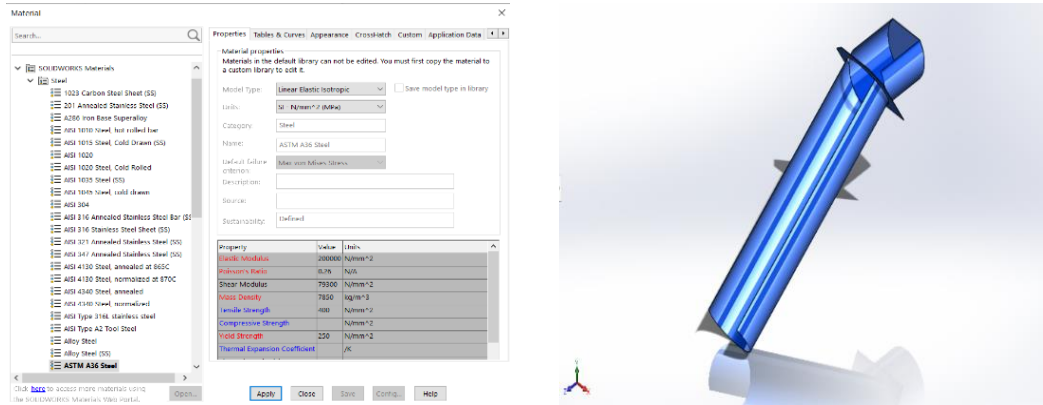 Material
Search...
SOLIDWORKS Materials
Steel
1023 Carbon Steel Sheet (SS)
201 Annealed Stainless Steel (SS)
A286 Iron Base Superalloy
AISI 1010 Steel, hot rolled bar
AISI 1015 Steel, Cold Drawn (SS)
AISI 1020
AISI 1020 Steel, Cold Rolled
AISI 1035 Steel (SS)
AISI 1045 Steel, cold drawn
AISI 304
AISI 316 Annealed Stainless Steel Bar (SS
AISI 316 Stainless Steel Sheet (SS)
AISI 321 Annealed Stainless Steel (SS)
AISI 347 Annealed Stainless Steel (SS)
AISI 4130 Steel, annealed at 865C
AISI 4130 Steel, normalized at 870C
AISI 4340 Steel, annealed
AISI 4340 Steel, normalized
AISI Type 316L stainless steel
AISI Type A2 Tool Steel
Alloy Steel
Alloy Steel (SS)
ASTM A36 Steel
Click here to access more materials using
the SOLIDWORKS Materials Web Portal.
Open...
Properties Tables & Curves Appearance CrossHatch Custom Application Data
Material properties
Materials in the default library can not be edited. You must first copy the material to
a custom library to edit it.
Model Type: Linear Elastic Isotropic Save model type in library
Units: SI - N/mm^2 (MPa)
Category: Steel
Name: ASTM A36 Steel
Default failure
criterion: Max von Mises Stress
Description:
Source:
Sustainability: Defined
Property Value Units
Elastic Modulus 200000 N/mm^2
Poisson's Ratio 0.26 N/A
Shear Modulus 79300 N/mm^2
Mass Density 7850 kg/m^3
Tensile Strength 400 N/mm^2
Compressive Strength N/mm^2
Yield Strength 250 N/mm^2
Thermal Expansion Coefficient /K
Apply Close Save Config... Help